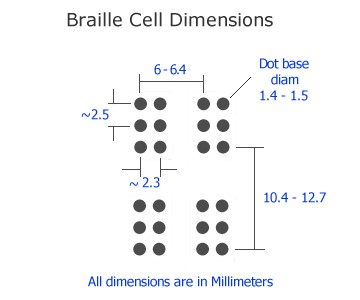 Braille Cell Dimensions
6-6.4
Dot base
diam
1.4 - 1.5
~2.5
~ 2.3
10.4 - 12.7
All dimensions are in Millimeters